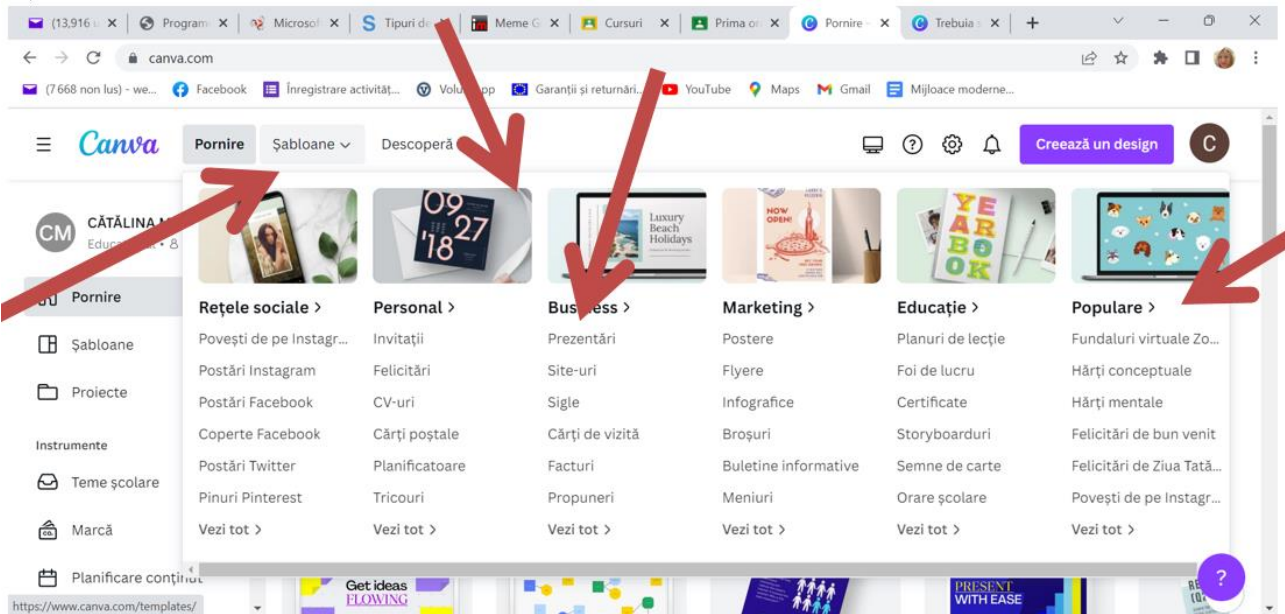 (13,916 u
Program
Microsof
Tipuri de
Meme G
Cursuri
Prima or
Pornire -
Trebuia
canva.com
(7 668 non lus) - we...
Facebook
Înregistrare activităț...
Garanții și returnări...
YouTube
Maps
Gmail
Mijloace moderne...
Canva
Pornire
Șabloane
Descoperă
Creează un design
C
CM
CĂTĂLINA M
Pornire
Șabloane
Proiecte
Instrumente
Teme școlare
Marcă
CO.
Planificare conținut
09
27
'18
Luxury
Beach
Holidays
NOW
OPEN!
YE
AR
BO
OK
Rețele sociale >
Povești de pe Instagr...
Postări Instagram
Postări Facebook
Coperte Facebook
Postări Twitter
Pinuri Pinterest
Vezi tot >
Personal >
Invitații
Felicitări
CV-uri
Cărți poștale
Planificatoare
Tricouri
Vezi tot >
Business >
Prezentări
Site-uri
Sigle
Cărți de vizită
Facturi
Propuneri
Vezi tot >
Marketing >
Postere
Flyere
Infografice
Broșuri
Buletine informative
Meniuri
Vezi tot >
Educație >
Planuri de lecție
Foi de lucru
Certificate
Storyboarduri
Semne de carte
Orare școlare
Vezi tot >
Populare >
Fundaluri virtuale Zo...
Hărți conceptuale
Hărți mentale
Felicitări de bun venit
Felicitări de Ziua Tată...
Povești de pe Instagr...
Vezi tot >
Get ideas
FLOWING
PRESENT
WITH EASE
?
https://www.canva.com/templates/